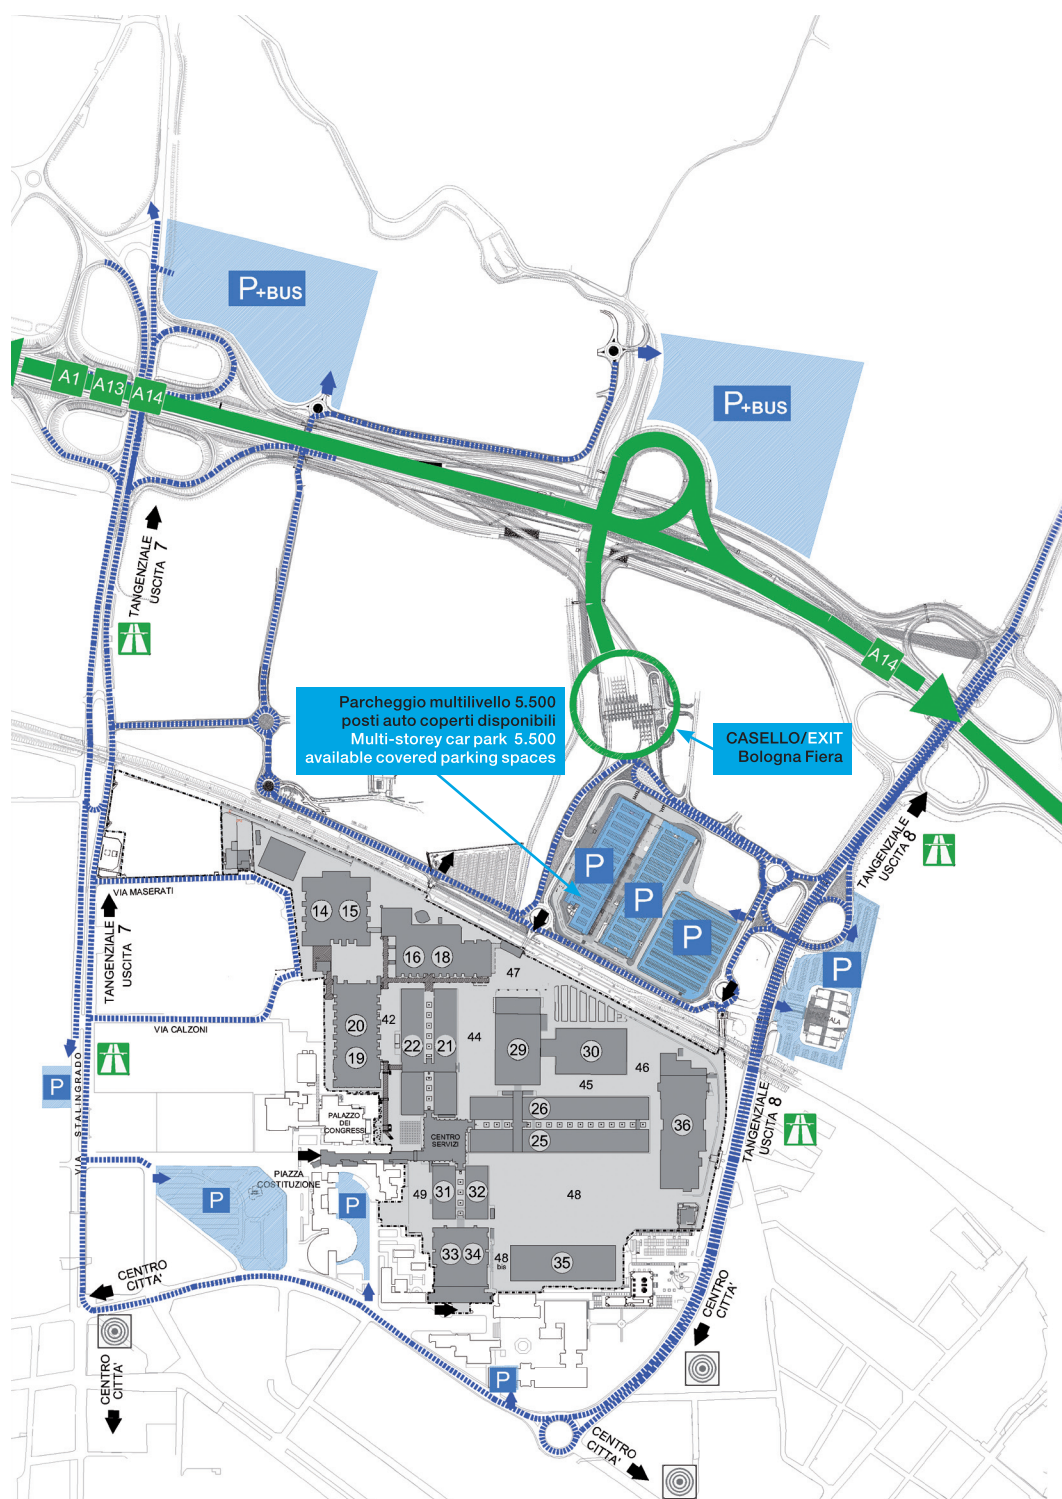 P+BUS
P+BUS
A1
A13
A14
TANGENZIALE
USCITA 7
A14
Parcheggio multilivello 5.500
posti auto coperti disponibili
Multi-storey car park 5.500
available covered parking spaces
CASELLO/EXIT
Bologna Fiera
TANGENZIALE
USCITA 8
P
P
P
P
VIA MASERATI
TANGENZIALE
USCITA 7
14
15
16
18
47
20
42
19
22
21
44
29
30
46
45
VIA CALZONI
P
VIA STALINGRADO
26
25
36
PALAZZO
DEI
CONGRESSI
CENTRO
SERVIZI
TANGENZIALE
USCITA 8
PIAZZA
COSTITUZIONE
P
P
31
32
49
48
33
34
48
bis
35
CENTRO
CITTA'
CENTRO
CITTA'
CENTRO
CITTA'
P
CENTRO
CITTA'